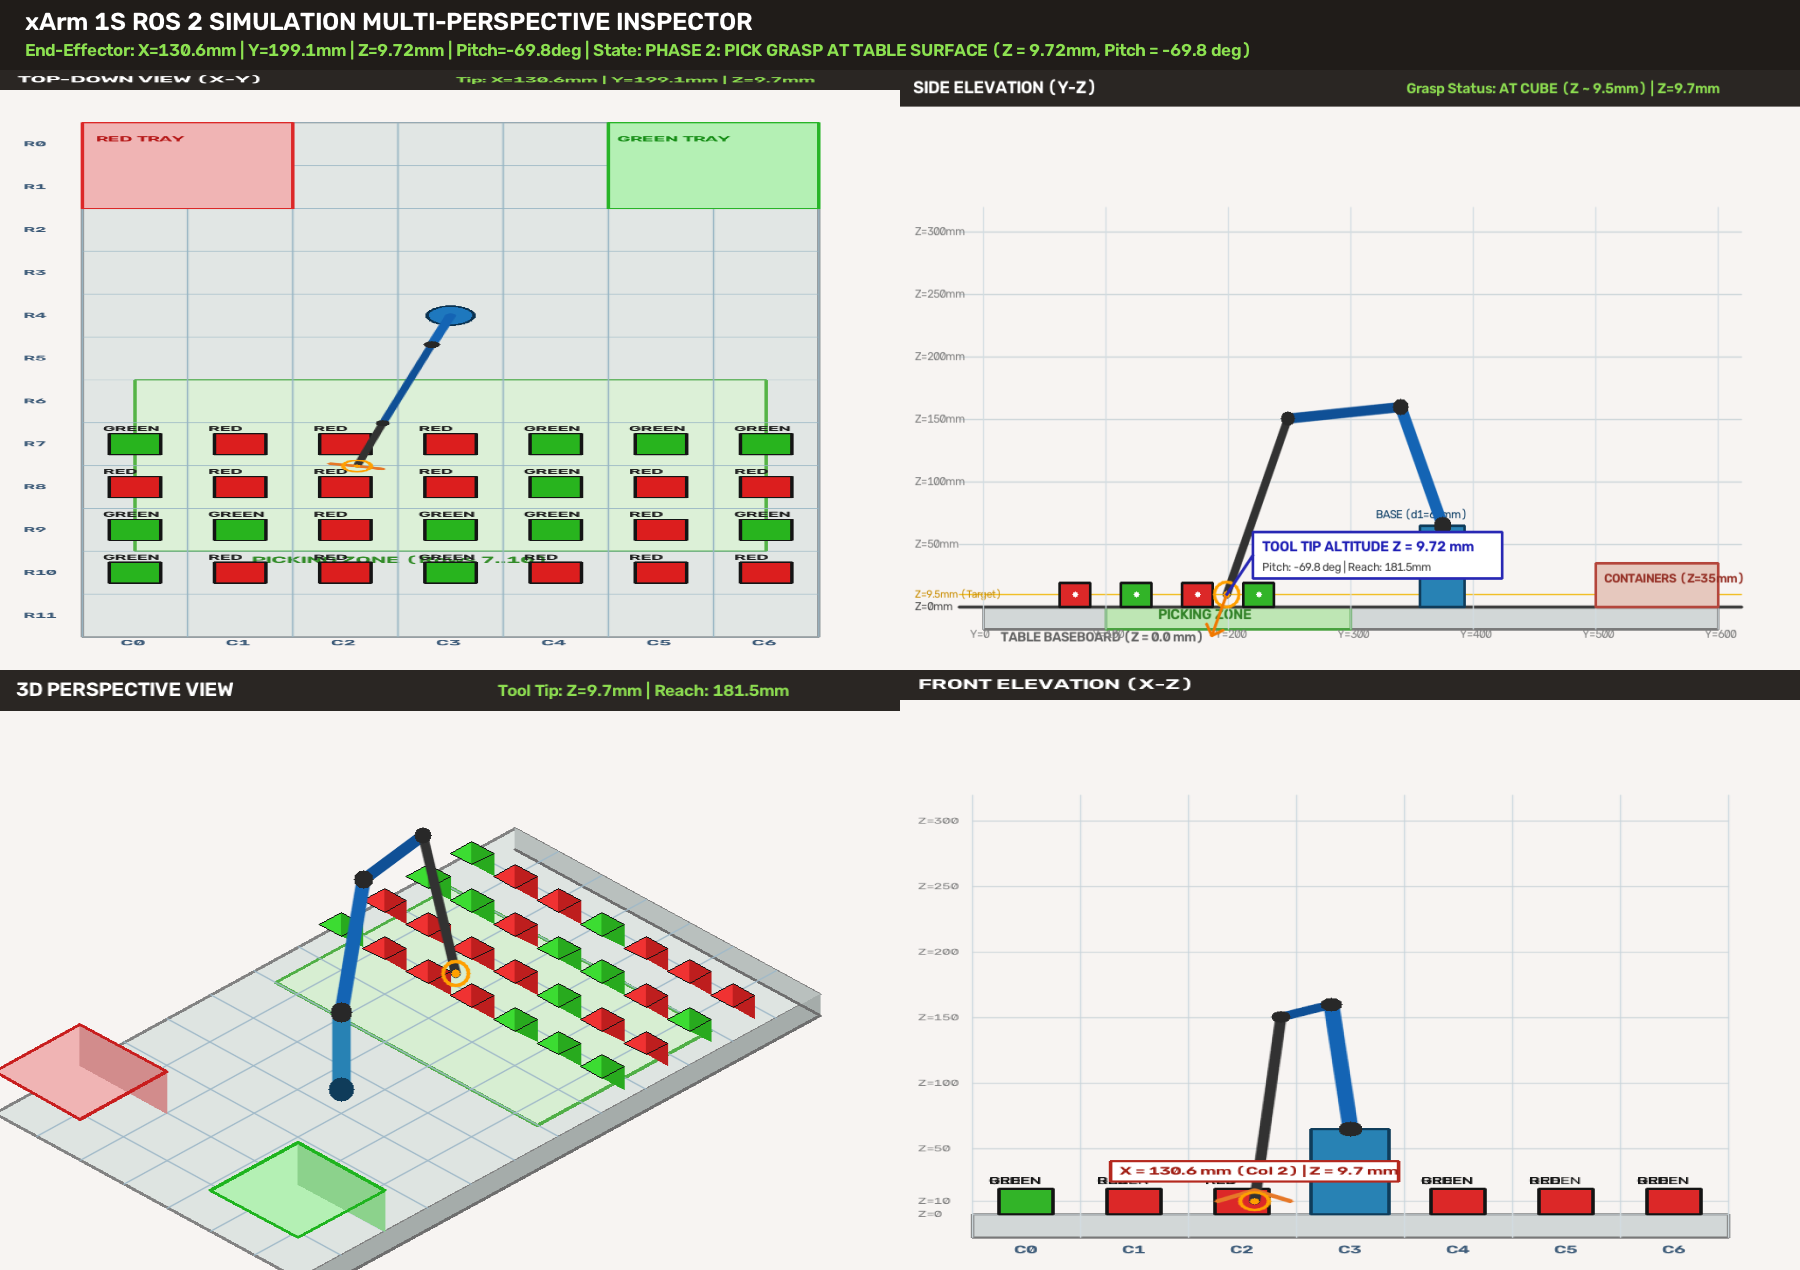 xArm 1S ROS 2 SIMULATION MULTI-PERSPECTIVE INSPECTOR
End-Effector: X=130.6mm | Y=199.1mm | Z=9.72mm | Pitch=-69.8deg | State: PHASE 2: PICK GRASP AT TABLE SURFACE (Z = 9.72mm, Pitch = -69.8 deg)
TOP-DOWN VIEW (X-Y) Tip: X=130.6mm | Y=199.1mm | Z=9.7mm
RED TRAY GREEN TRAY
R0
R1
R2
R3
R4
R5
R6
GREEN RED RED RED GREEN GREEN GREEN
R7
RED RED RED RED GREEN RED RED
R8
GREEN GREEN RED GREEN GREEN RED GREEN
R9
GREEN RED RED GREEN RED RED RED
PICKING ZONE
R10
R11
C0 C1 C2 C3 C4 C5 C6
SIDE ELEVATION (Y-Z) Grasp Status: AT CUBE (Z ~ 9.5mm) | Z=9.7mm
Z=300mm
Z=250mm
Z=200mm
Z=150mm
Z=100mm
BASE (d1=6 mm)
Z=50mm
TOOL TIP ALTITUDE Z = 9.72 mm
Pitch: -69.8 deg | Reach: 181.5mm
CONTAINERS (Z=35mm)
Z=9.5mm (Target)
Z=0mm
PICKING ZONE
Y=0 Y=200 Y=300 Y=400 Y=500 Y=600
TABLE BASEBOARD (Z = 0.0 mm)
3D PERSPECTIVE VIEW Tool Tip: Z=9.7mm | Reach: 181.5mm
FRONT ELEVATION (X-Z)
Z=300
Z=250
Z=200
Z=150
Z=100
Z=50
X = 130.6 mm (Col 2) | Z = 9.7 mm
Z=10
Z=0
C0 C1 C2 C3 C4 C5 C6